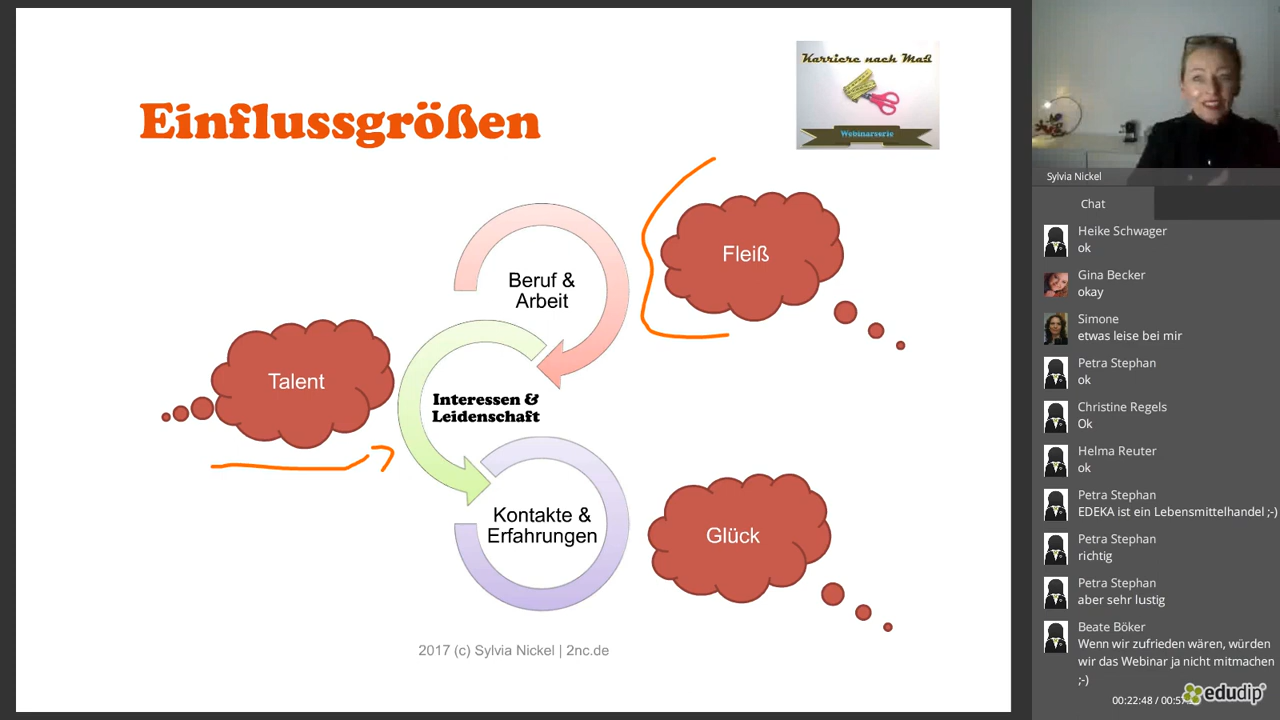 Karriere nach Maß
Webinarserie
Einflussgrößen
Beruf &
Arbeit
Fleiß
Talent
Interessen &
Leidenschaft
Kontakte &
Erfahrungen
Glück
2017 (c) Sylvia Nickel | 2nc.de
Sylvia Nickel
Chat
Heike Schwager
ok
Gina Becker
okay
Simone
etwas leise bei mir
Petra Stephan
ok
Christine Regels
Ok
Helma Reuter
ok
Petra Stephan
EDEKA ist ein Lebensmittelhandel ;-)
Petra Stephan
richtig
Petra Stephan
aber sehr lustig
Beate Böker
Wenn wir zufrieden wären, würden
wir das Webinar ja nicht mitmachen
;-)
00:22:48 /
edudip